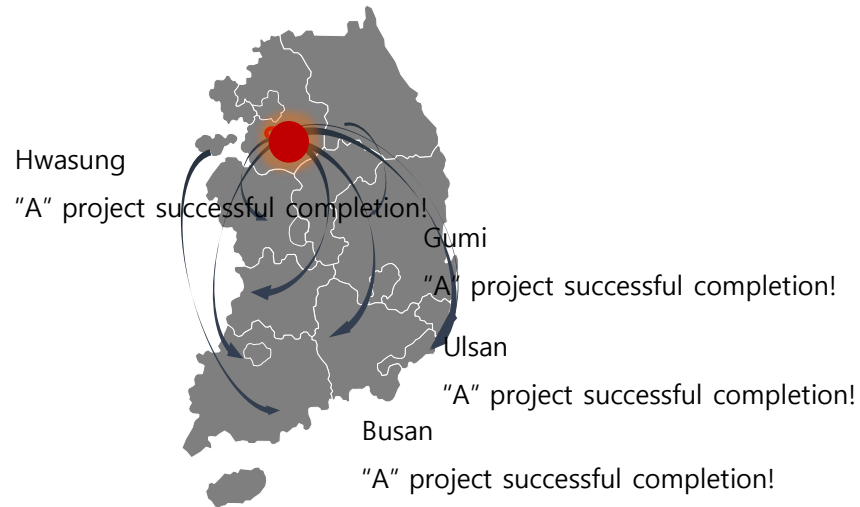 Hwasung
"A" project successful completion!
Gumi
"A" project successful completion!
Ulsan
"A" project successful completion!
Busan
"A" project successful completion!